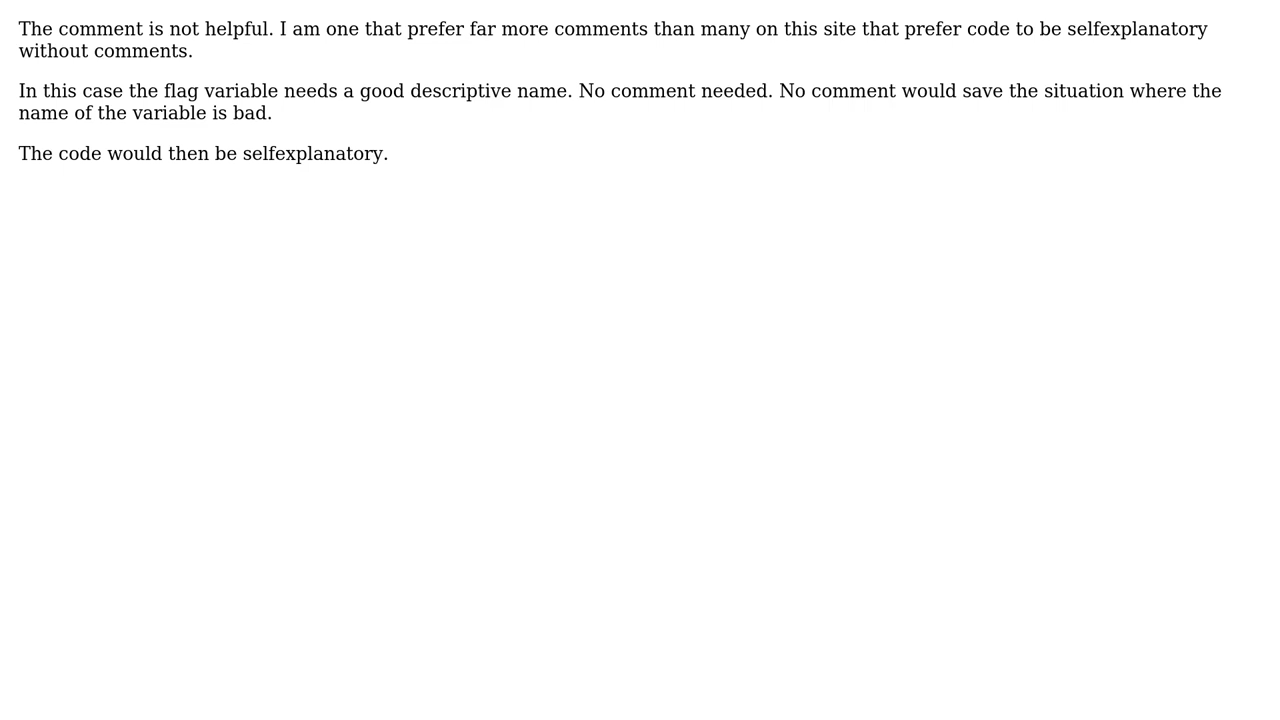 The comment is not helpful. I am one that prefer far more comments than many on this site that prefer code to be selfexplanatory
without comments.
In this case the flag variable needs a good descriptive name. No comment needed. No comment would save the situation where the
name of the variable is bad.
The code would then be selfexplanatory.